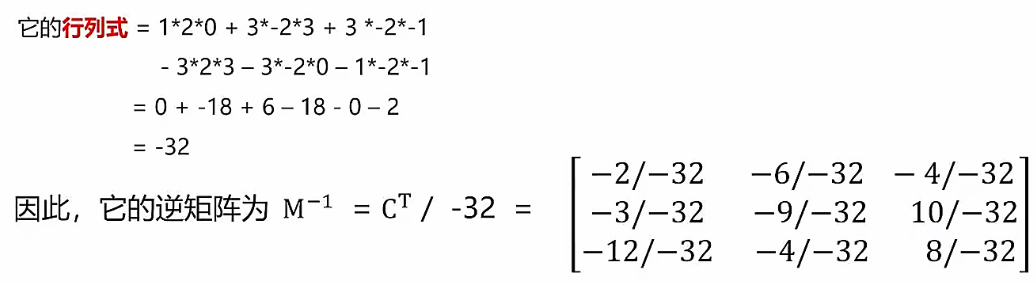 它的行列式 = 1*2*0 + 3*-2*3 + 3 *-2*-1
- 3*2*3 – 3*-2*0 – 1*-2*-1
= 0 + -18 + 6 – 18 - 0 – 2
= -32
因此，它的逆矩阵为 M⁻¹ = Cᵀ / -32 =
−2/−32 −6/−32 − 4/−32
−3/−32 −9/−32 10/−32
−12/−32 −4/−32 8/−32